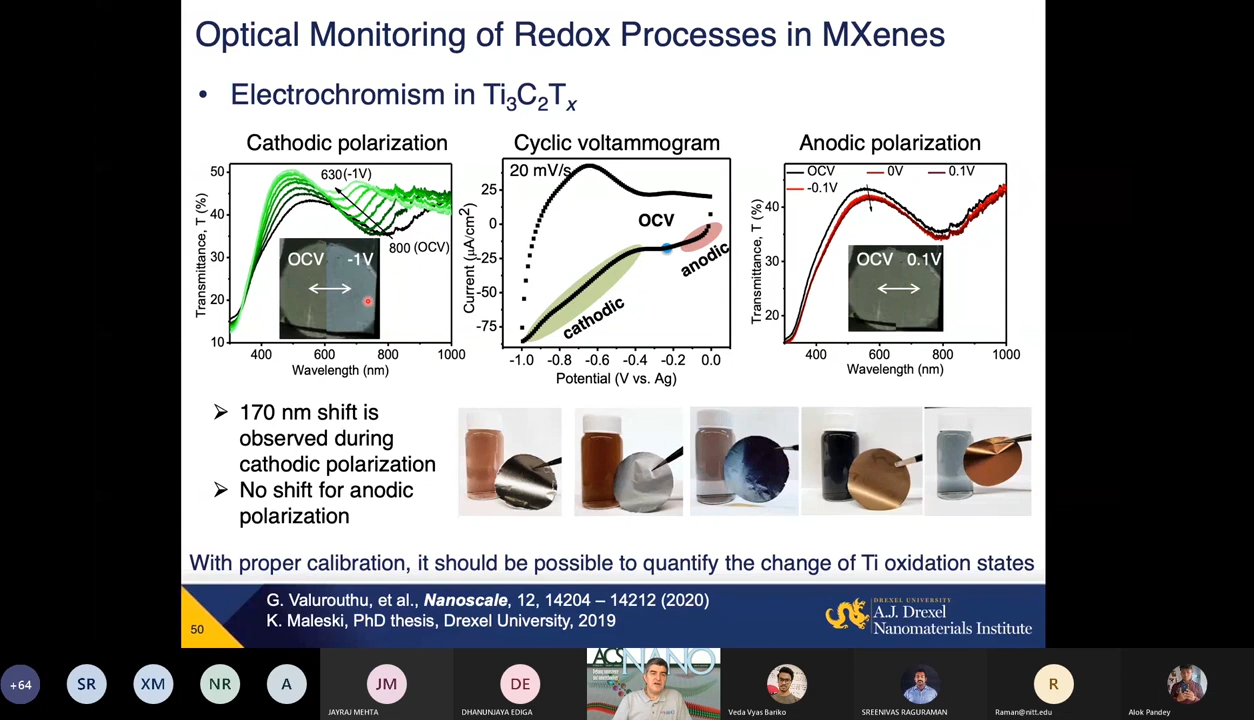 Optical Monitoring of Redox Processes in MXenes
• Electrochromism in Ti₃C₂Tₓ
Cathodic polarization
50
40
30
20
10
400
600
800
1000
Transmittance, T (%)
Wavelength (nm)
630(-1V)
800 (OCV)
OCV
-1V
Cyclic voltammogram
20 mV/s
25
0
-25
-50
-75
-1.0
-0.8
-0.6
-0.4
-0.2
0.0
Current (μA/cm²)
Potential (V vs. Ag)
OCV
anodic
cathodic
Anodic polarization
OCV
0V
0.1V
-0.1V
40
30
20
400
600
800
1000
Transmittance, T (%)
Wavelength (nm)
OCV
0.1V
➢ 170 nm shift is
observed during
cathodic polarization
➢ No shift for anodic
polarization
With proper calibration, it should be possible to quantify the change of Ti oxidation states
50
G. Valurouthu, et al., Nanoscale, 12, 14204 – 14212 (2020)
K. Maleski, PhD thesis, Drexel University, 2019
DREXEL UNIVERSITY
A.J. Drexel
Nanomaterials Institute
+64
SR
XM
NR
A
JM
JAYRAJ MEHTA
DE
DHANUNJAYA EDIGA
ACS NANO
Veda Vyas Bariko
SREENIVAS RAGURAMAN
R
Raman@nitt.edu
Alok Pandey